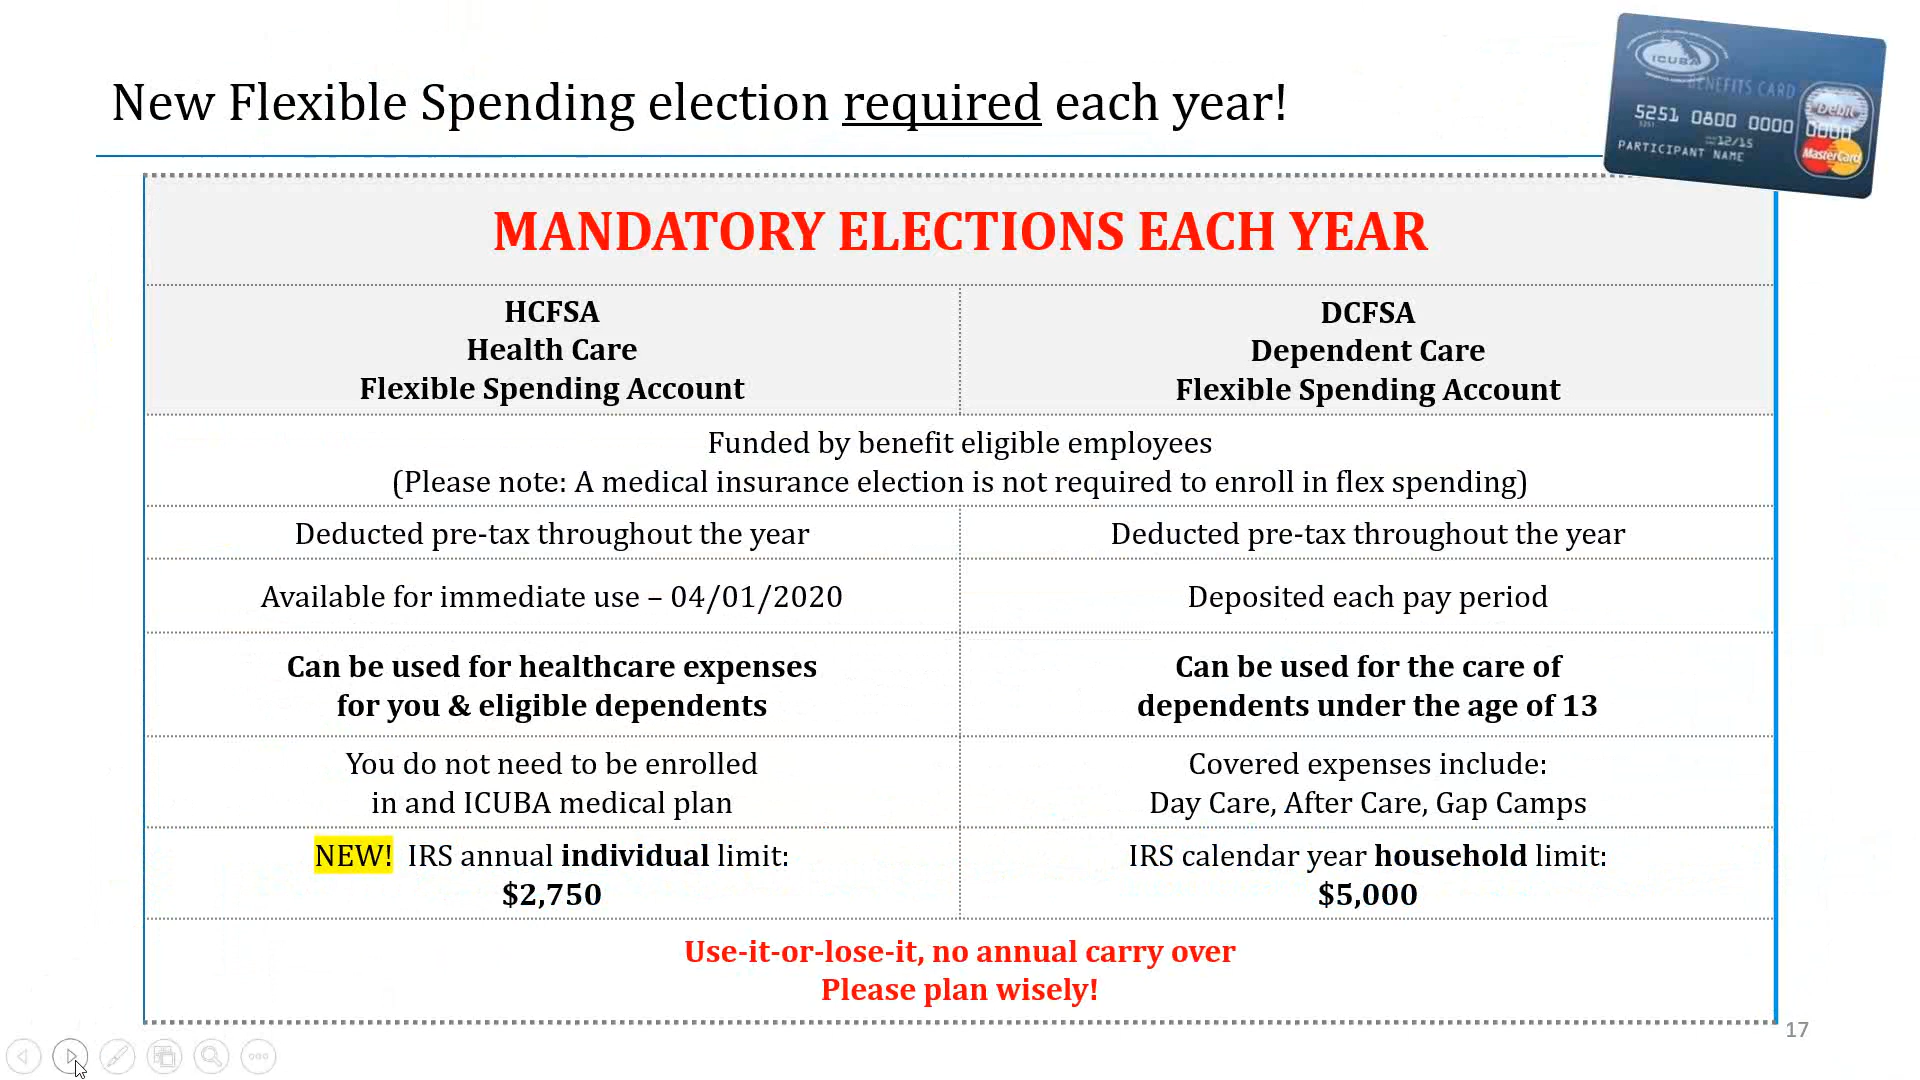 New Flexible Spending election required each year!
ICUBA
BENEFITS CARD
Debit
5251 0800 0000 0000
5251
12/15
PARTICIPANT NAME
MasterCard
MANDATORY ELECTIONS EACH YEAR
HCFSA
Health Care
Flexible Spending Account
DCFSA
Dependent Care
Flexible Spending Account
Funded by benefit eligible employees
(Please note: A medical insurance election is not required to enroll in flex spending)
Deducted pre-tax throughout the year
Deducted pre-tax throughout the year
Available for immediate use – 04/01/2020
Deposited each pay period
Can be used for healthcare expenses
for you & eligible dependents
Can be used for the care of
dependents under the age of 13
You do not need to be enrolled
in and ICUBA medical plan
Covered expenses include:
Day Care, After Care, Gap Camps
NEW! IRS annual individual limit:
$2,750
IRS calendar year household limit:
$5,000
Use-it-or-lose-it, no annual carry over
Please plan wisely!
17